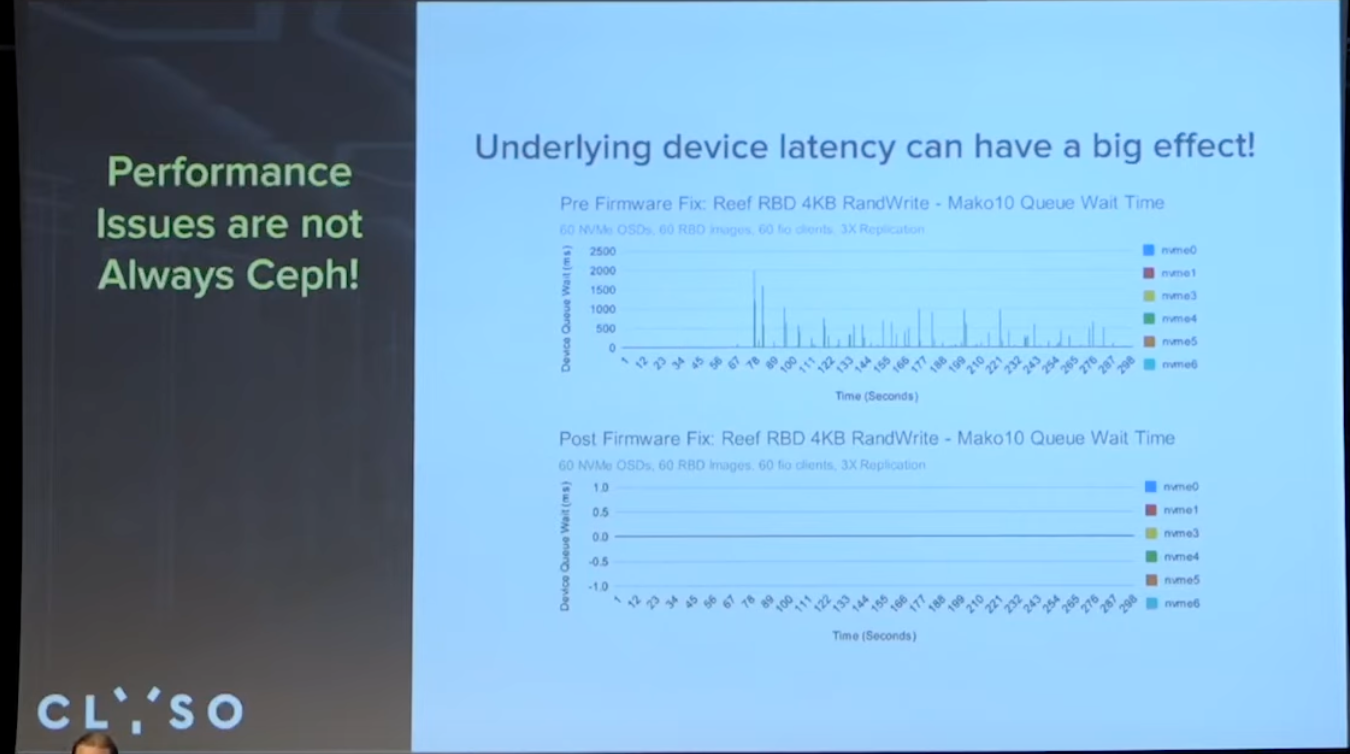 Performance
Issues are not
Always Ceph!
CLYSO
Underlying device latency can have a big effect!
Pre Firmware Fix: Reef RBD 4KB RandWrite - Mako10 Queue Wait Time
60 NVMe OSDs, 60 RBD Images, 60 fio clients, 3X Replication
Device Queue Wait (ms)
2500
2000
1500
1000
500
0
1 12 23 34 45 56 67 78 89 100 111 122 133 144 155 166 177 188 199 210 221 232 243 254 265 276 287 298
Time (Seconds)
nvme0
nvme1
nvme3
nvme4
nvme5
nvme6
Post Firmware Fix: Reef RBD 4KB RandWrite - Mako10 Queue Wait Time
60 NVMe OSDs, 60 RBD Images, 60 fio clients, 3X Replication
Device Queue Wait (ms)
1.0
0.5
0.0
-0.5
-1.0
1 12 23 34 45 56 67 78 89 100 111 122 133 144 155 166 177 188 199 210 221 232 243 254 265 276 287 298
Time (Seconds)
nvme0
nvme1
nvme3
nvme4
nvme5
nvme6